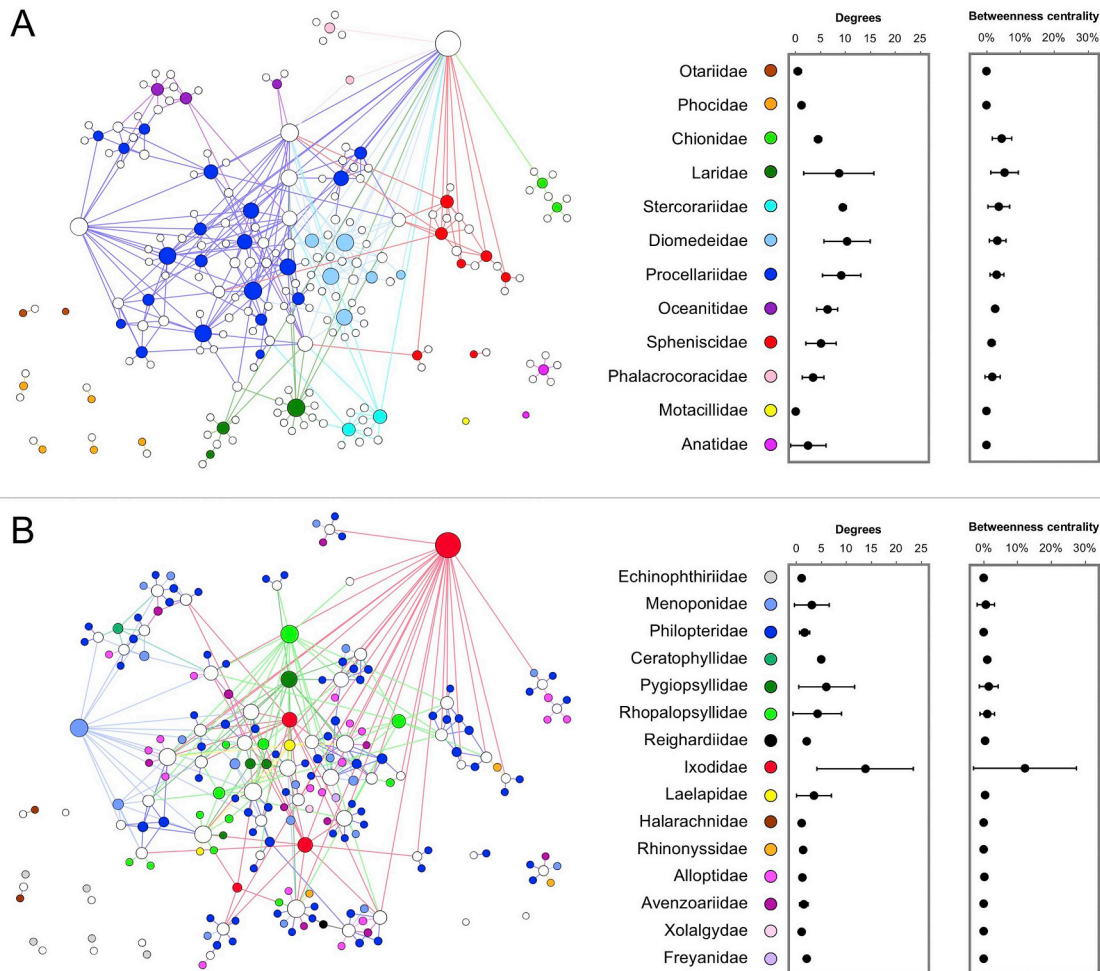 A
Degrees Betweenness centrality
0 5 10 15 20 25 0% 10% 20% 30%
Otariidae
Phocidae
Chionidae
Laridae
Stercorariidae
Diomedeidae
Procellariidae
Oceanitidae
Spheniscidae
Phalacrocoracidae
Motacillidae
Anatidae
B
Degrees Betweenness centrality
0 5 10 15 20 25 0% 10% 20% 30%
Echinophthiriidae
Menoponidae
Philopteridae
Ceratophyllidae
Pygiopsyllidae
Rhopalopsyllidae
Reighardiidae
Ixodidae
Laelapidae
Halarachnidae
Rhinonyssidae
Alloptidae
Avenzoariidae
Xolalgydae
Freyanidae